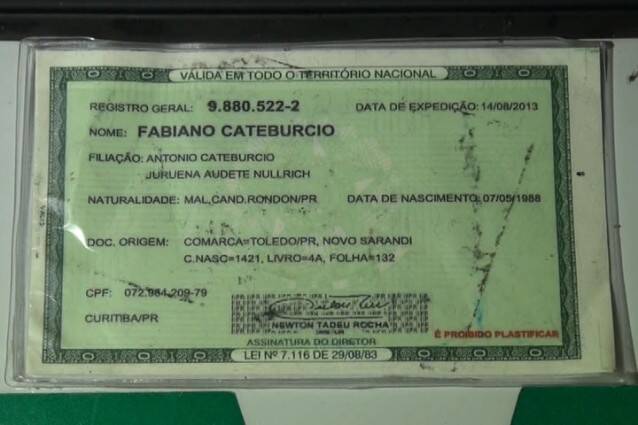 VÁLIDA EM TODO O TERRITÓRIO NACIONAL
REGISTRO GERAL: 9.880.522-2 DATA DE EXPEDIÇÃO: 14/08/2013
NOME: FABIANO CATEBURCIO
FILIAÇÃO: ANTONIO CATEBURCIO
JURUENA AUDETE NULLRICH
NATURALIDADE: MAL.CAND.RONDON/PR DATA DE NASCIMENTO: 07/05/1988
DOC. ORIGEM: COMARCA=TOLEDO/PR, NOVO SARANDI
C.NASC=1421, LIVRO=4A, FOLHA=132
CPF: 072.984.209-79
CURITIBA/PR
NEWTON TADEU ROCHA
É PROIBIDO PLASTIFICAR
ASSINATURA DO DIRETOR
LEI Nº 7.116 DE 29/08/83